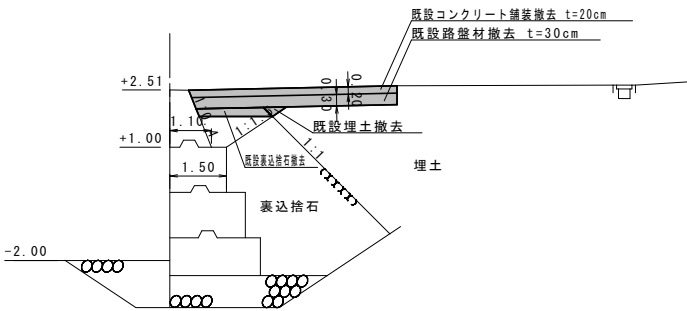 既設コンクリート舗装撤去 t=20cm
既設路盤材撤去 t=30cm
+2.51
0.20
0.30
1.10
1:1
既設埋土撤去
+1.00
既設裏込捨石撤去
1:1
埋土
1.50
裏込捨石
-2.00